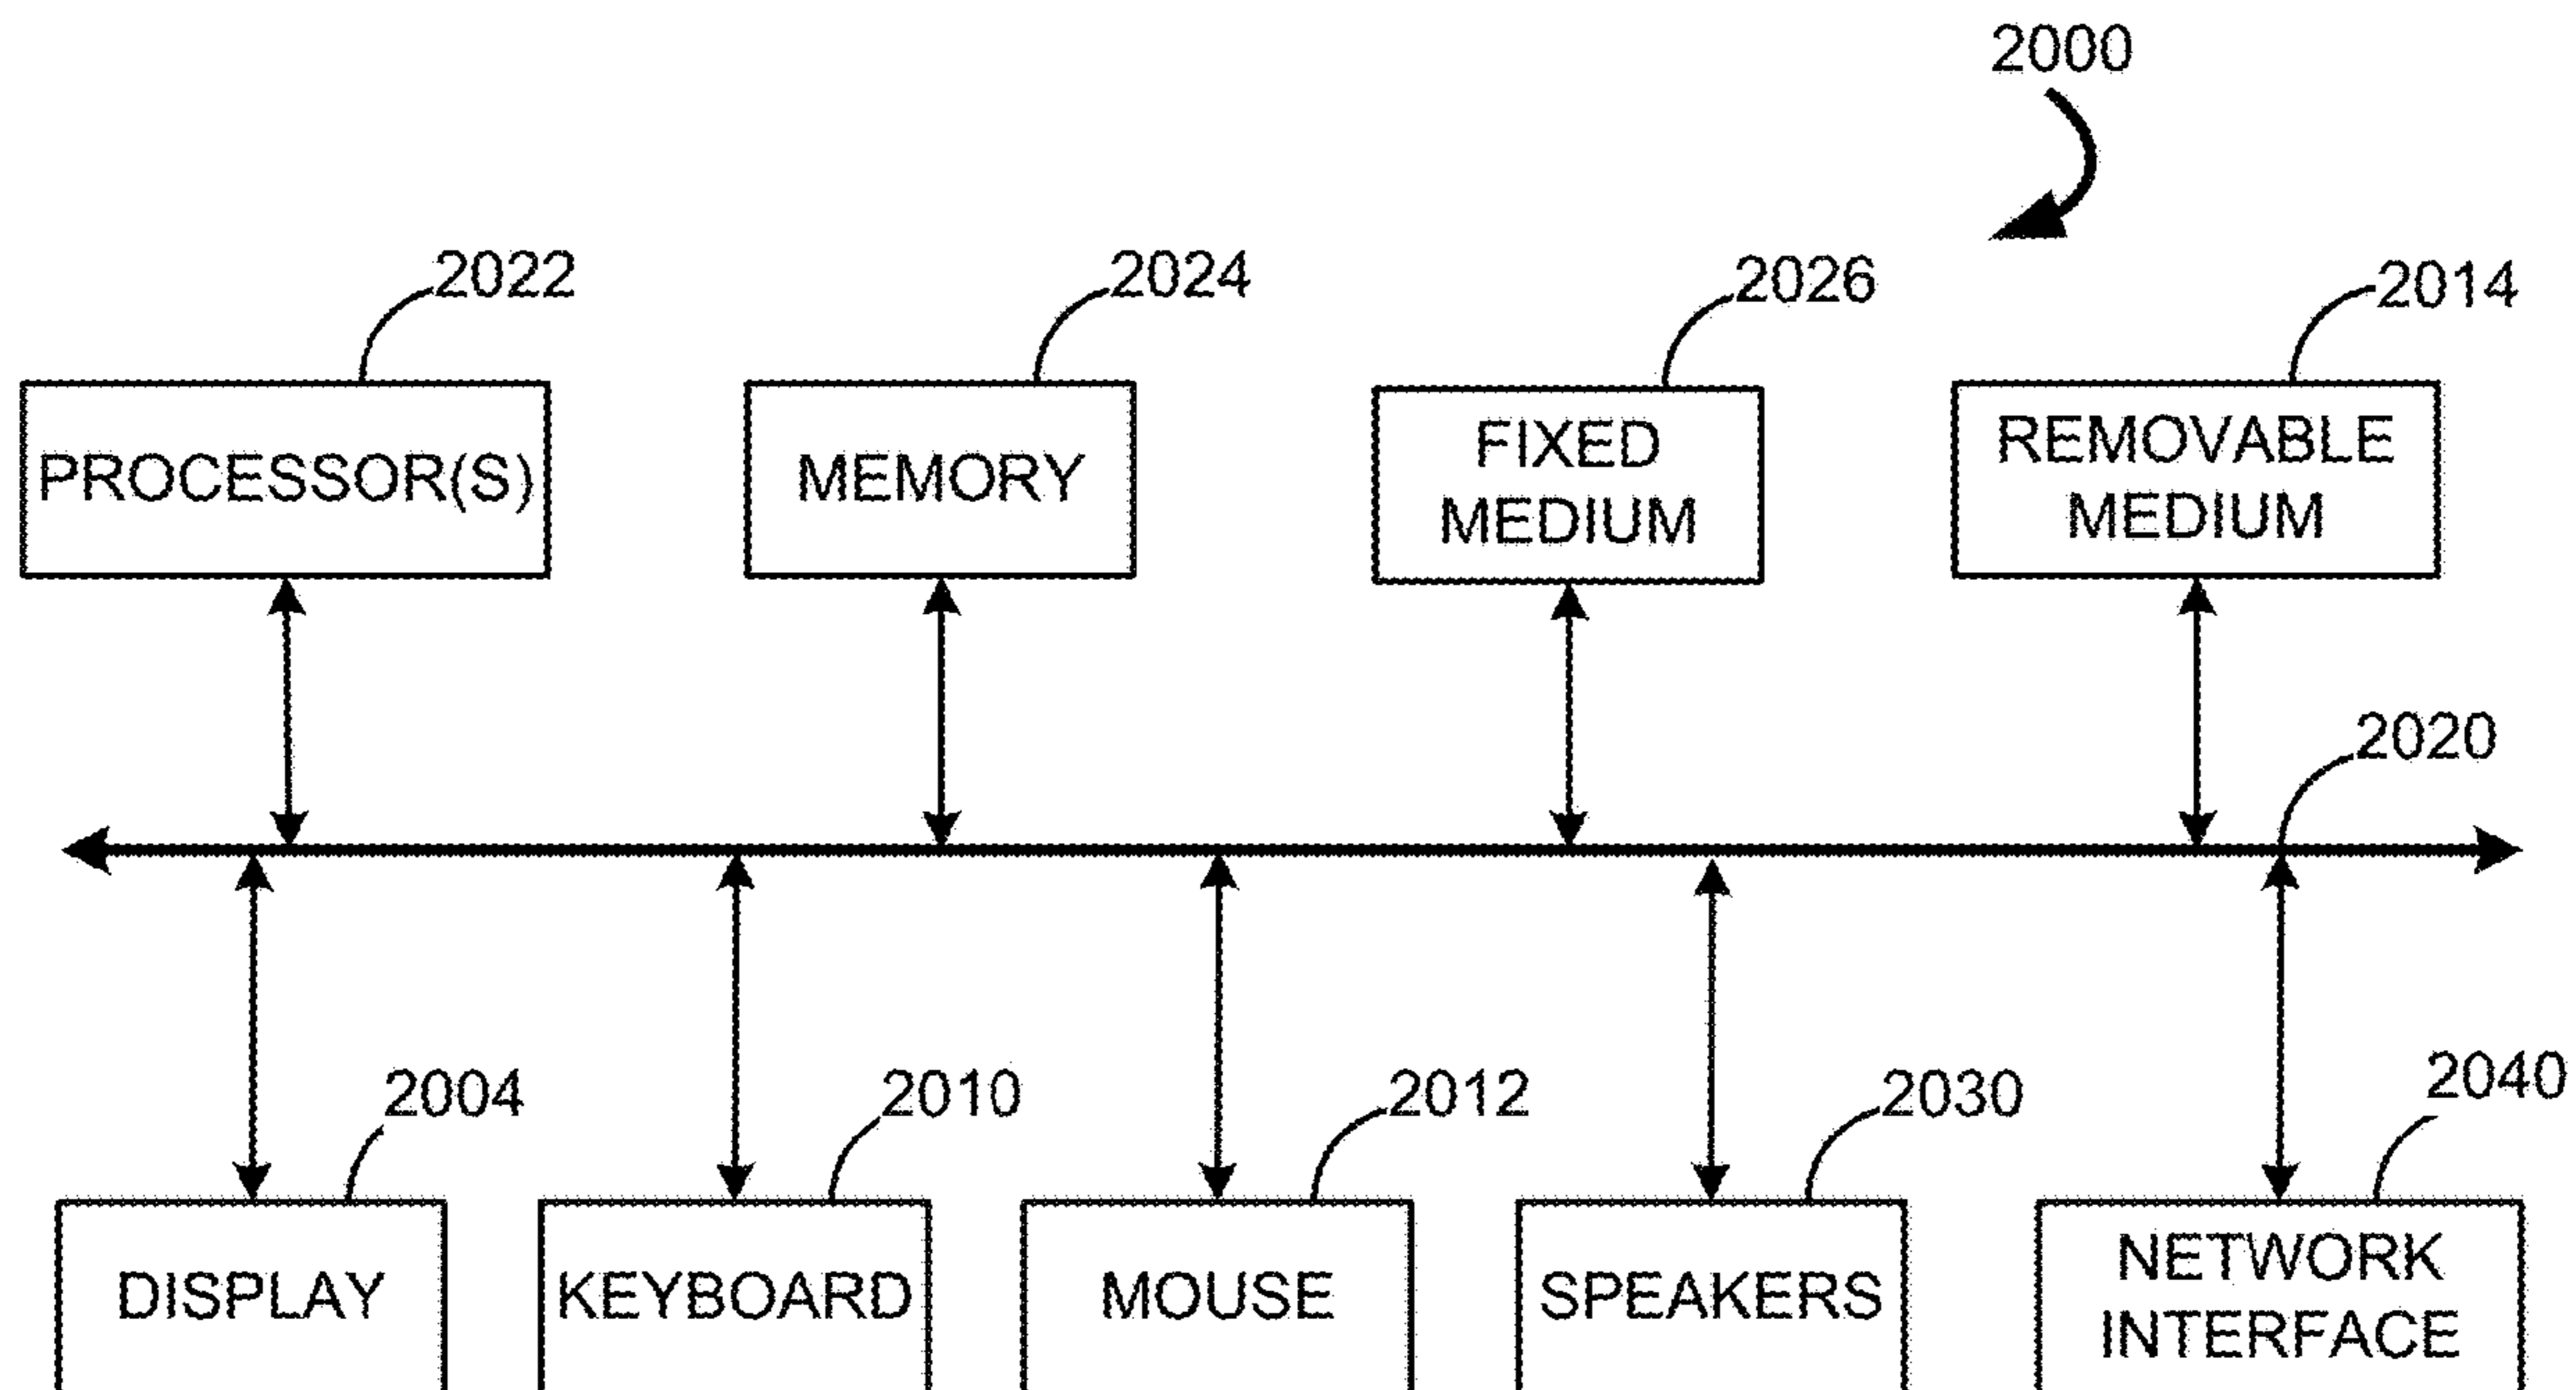 2000
2022
2024
2026
2014
PROCESSOR(S)
MEMORY
FIXED
MEDIUM
REMOVABLE
MEDIUM
2020
2004
2010
2012
2030
2040
DISPLAY
KEYBOARD
MOUSE
SPEAKERS
NETWORK
INTERFACE